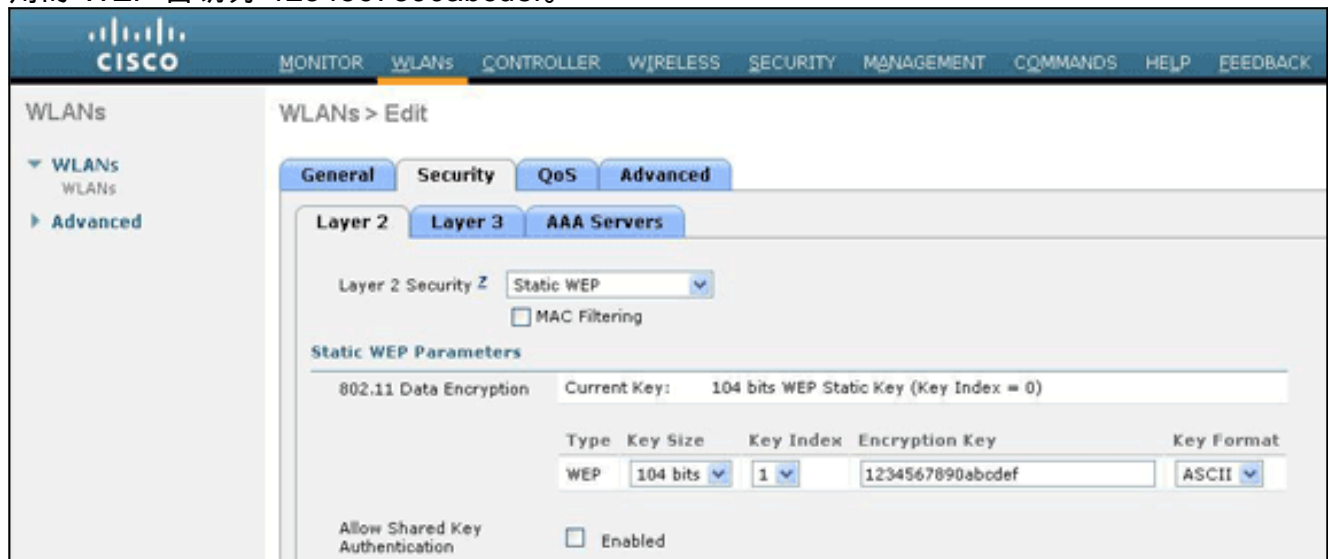 CISCO
MONITOR WLANs CONTROLLER WIRELESS SECURITY MANAGEMENT COMMANDS HELP FEEDBACK
WLANs
WLANs > Edit
WLANs
WLANs
Advanced
General Security QoS Advanced
Layer 2 Layer 3 AAA Servers
Layer 2 Security Z Static WEP
MAC Filtering
Static WEP Parameters
802.11 Data Encryption Current Key: 104 bits WEP Static Key (Key Index = 0)
Type Key Size Key Index Encryption Key Key Format
WEP 104 bits 1 1234567890abcdef ASCII
Allow Shared Key
Authentication Enabled